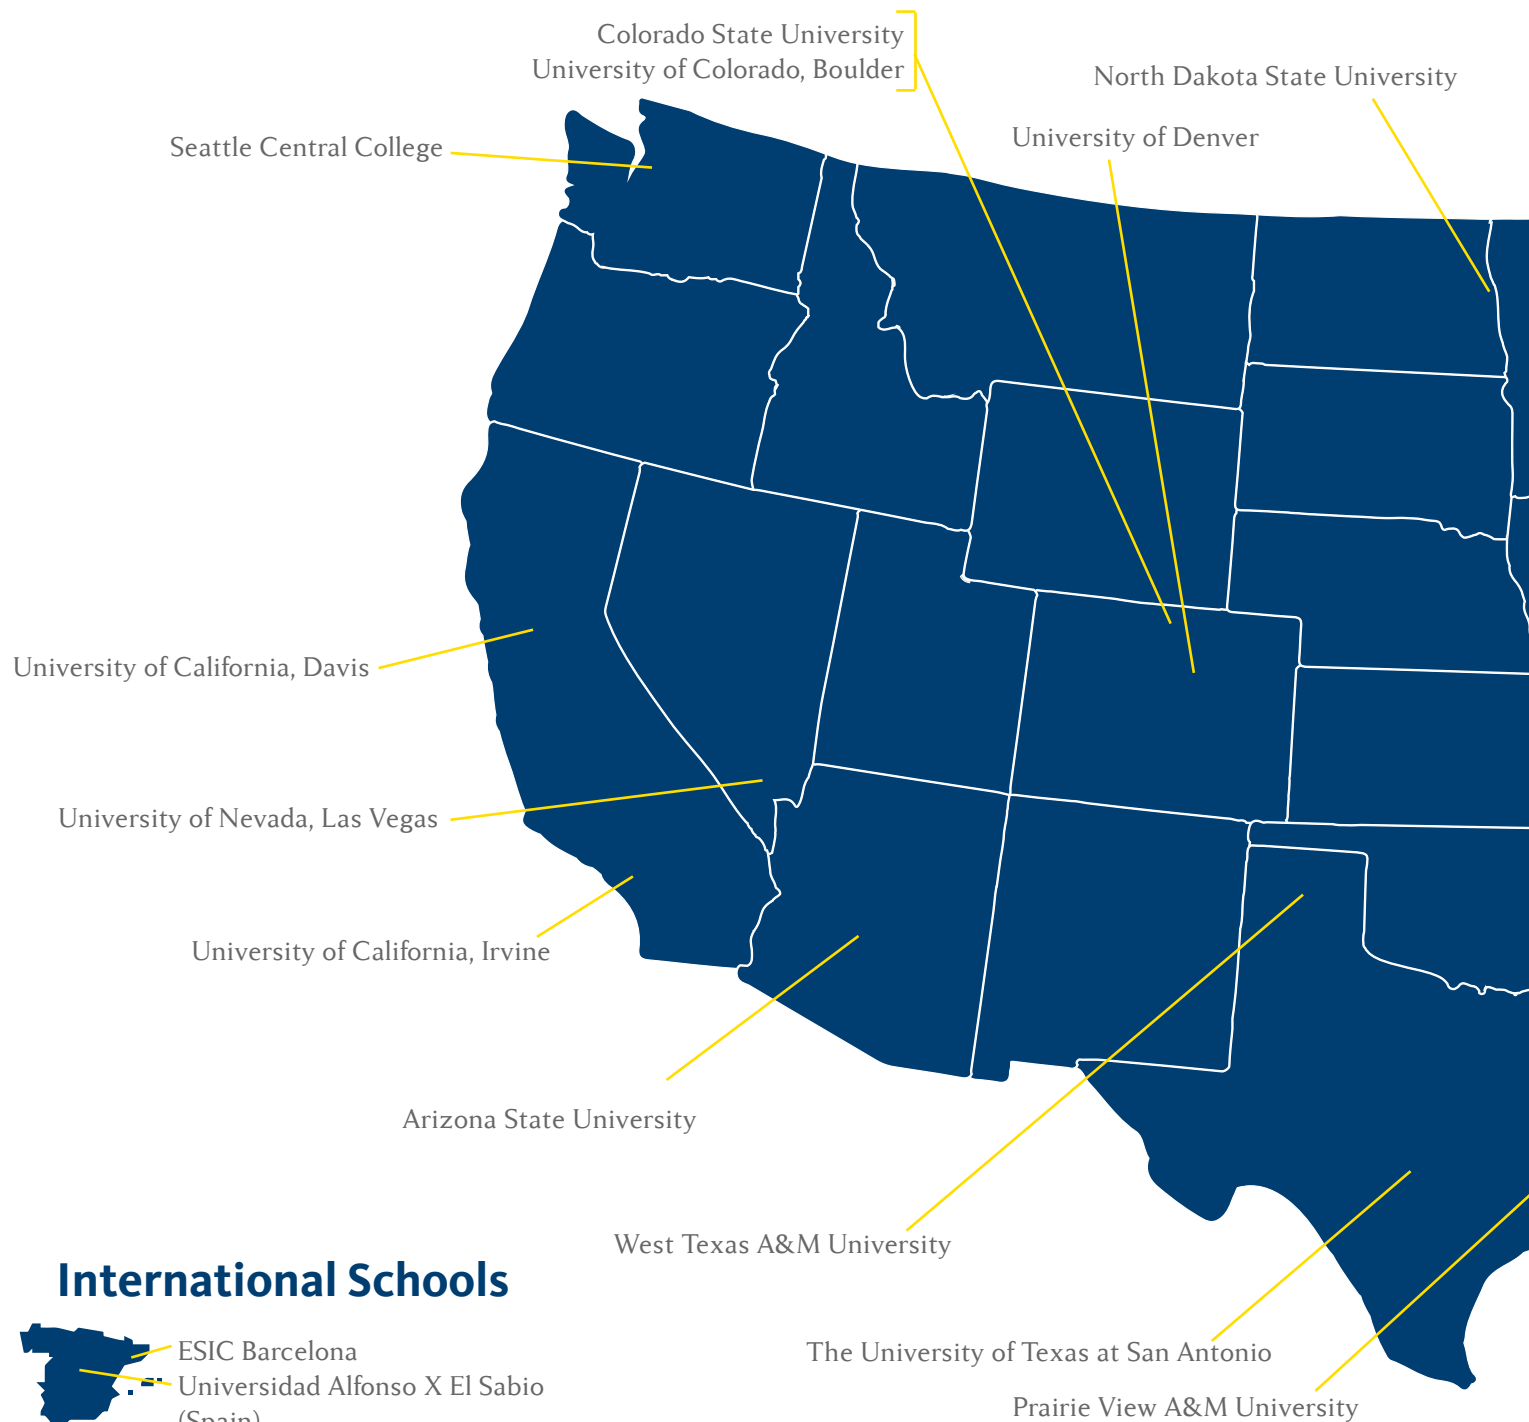 Colorado State University
University of Colorado, Boulder
North Dakota State University
University of Denver
Seattle Central College
University of California, Davis
University of Nevada, Las Vegas
University of California, Irvine
Arizona State University
West Texas A&M University
International Schools
ESIC Barcelona
Universidad Alfonso X El Sabio
(Spain)
The University of Texas at San Antonio
Prairie View A&M University